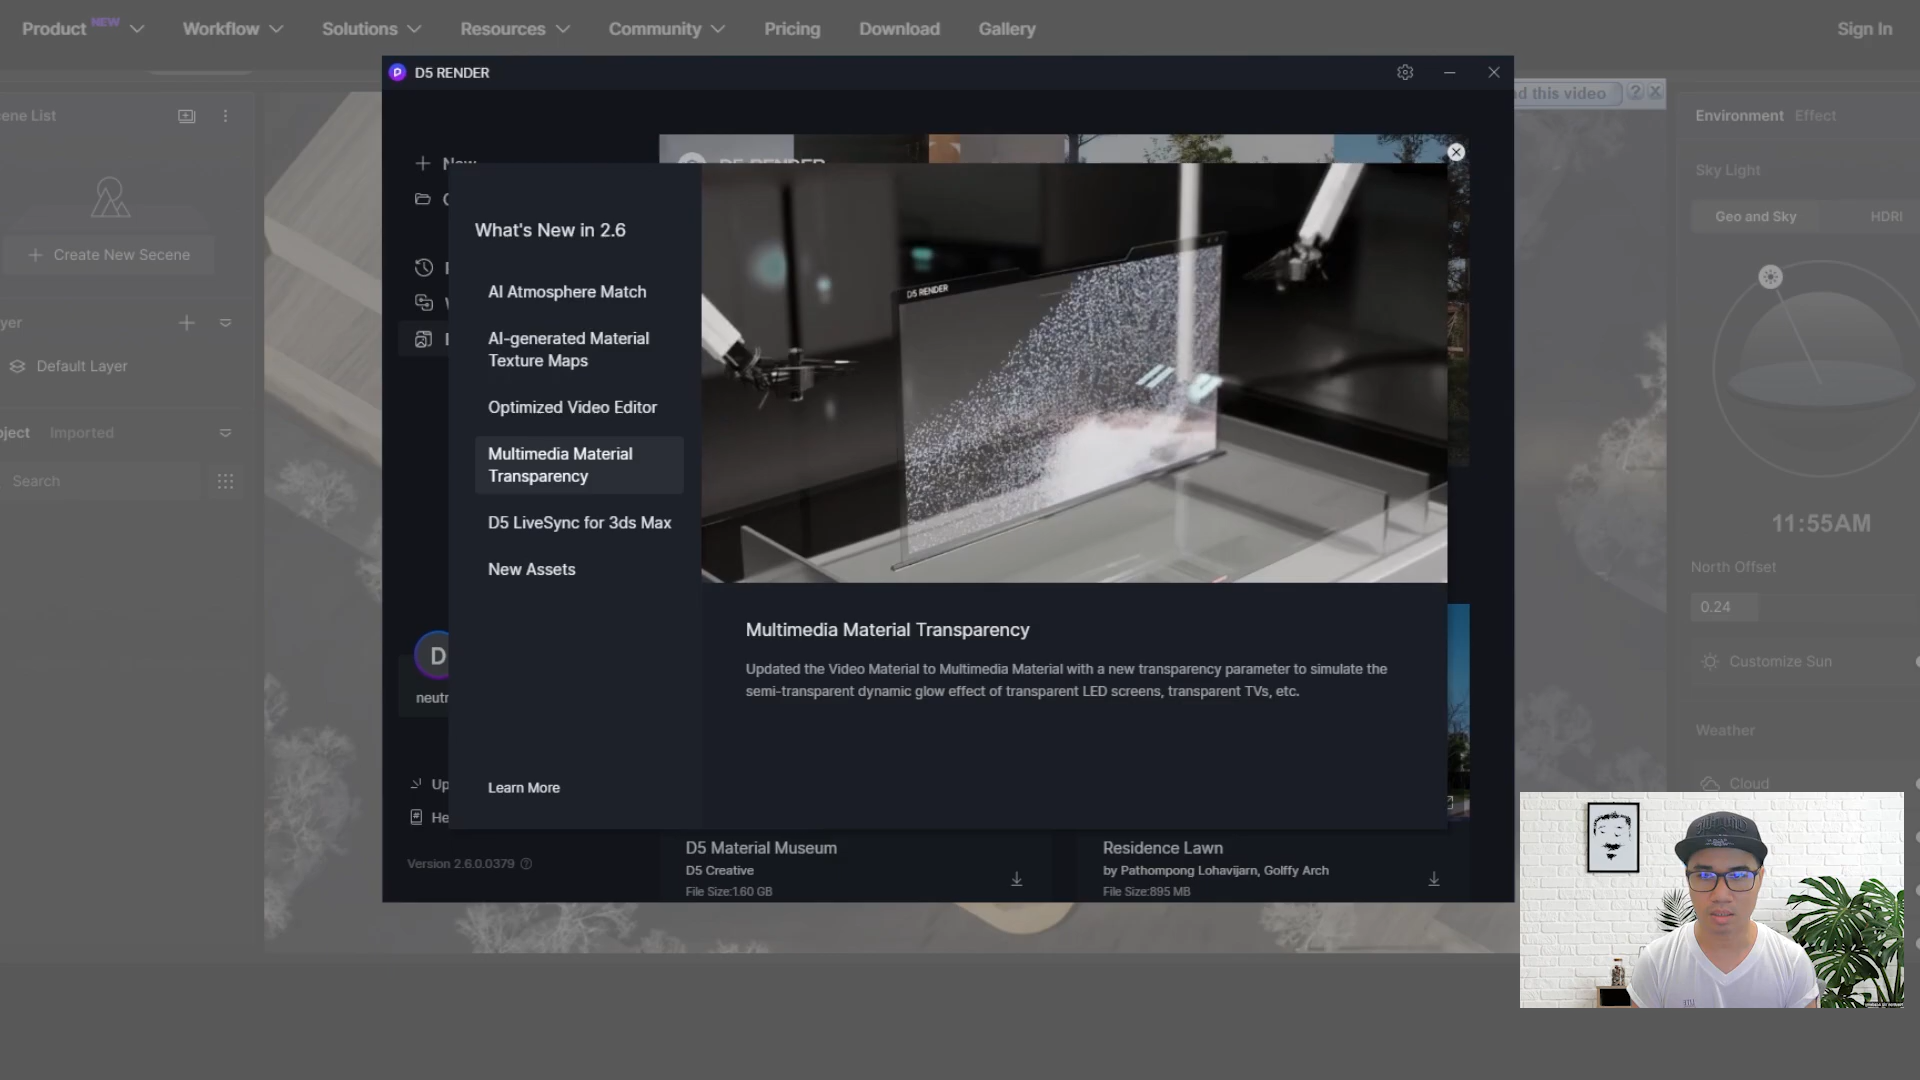 Product NEW
Workflow
Solutions
Resources
Community
Pricing
Download
Gallery
Sign In
D5 RENDER
d this video
?
ene List
Create New Secene
yer
Default Layer
ject
Imported
Search
Environment
Effect
Sky Light
Geo and Sky
HDRI
11:55AM
North Offset
0.24
Customize Sun
Weather
Cloud
New
D5 RENDER
What's New in 2.6
AI Atmosphere Match
AI-generated Material
Texture Maps
Optimized Video Editor
Multimedia Material
Transparency
D5 LiveSync for 3ds Max
New Assets
Learn More
D5 RENDER
Multimedia Material Transparency
Updated the Video Material to Multimedia Material with a new transparency parameter to simulate the
semi-transparent dynamic glow effect of transparent LED screens, transparent TVs, etc.
D
neutr
Up
He
Version 2.6.0.0379
D5 Material Museum
D5 Creative
File Size:1.60 GB
Residence Lawn
by Pathompong Lohavijarn, Golffy Arch
File Size:895 MB